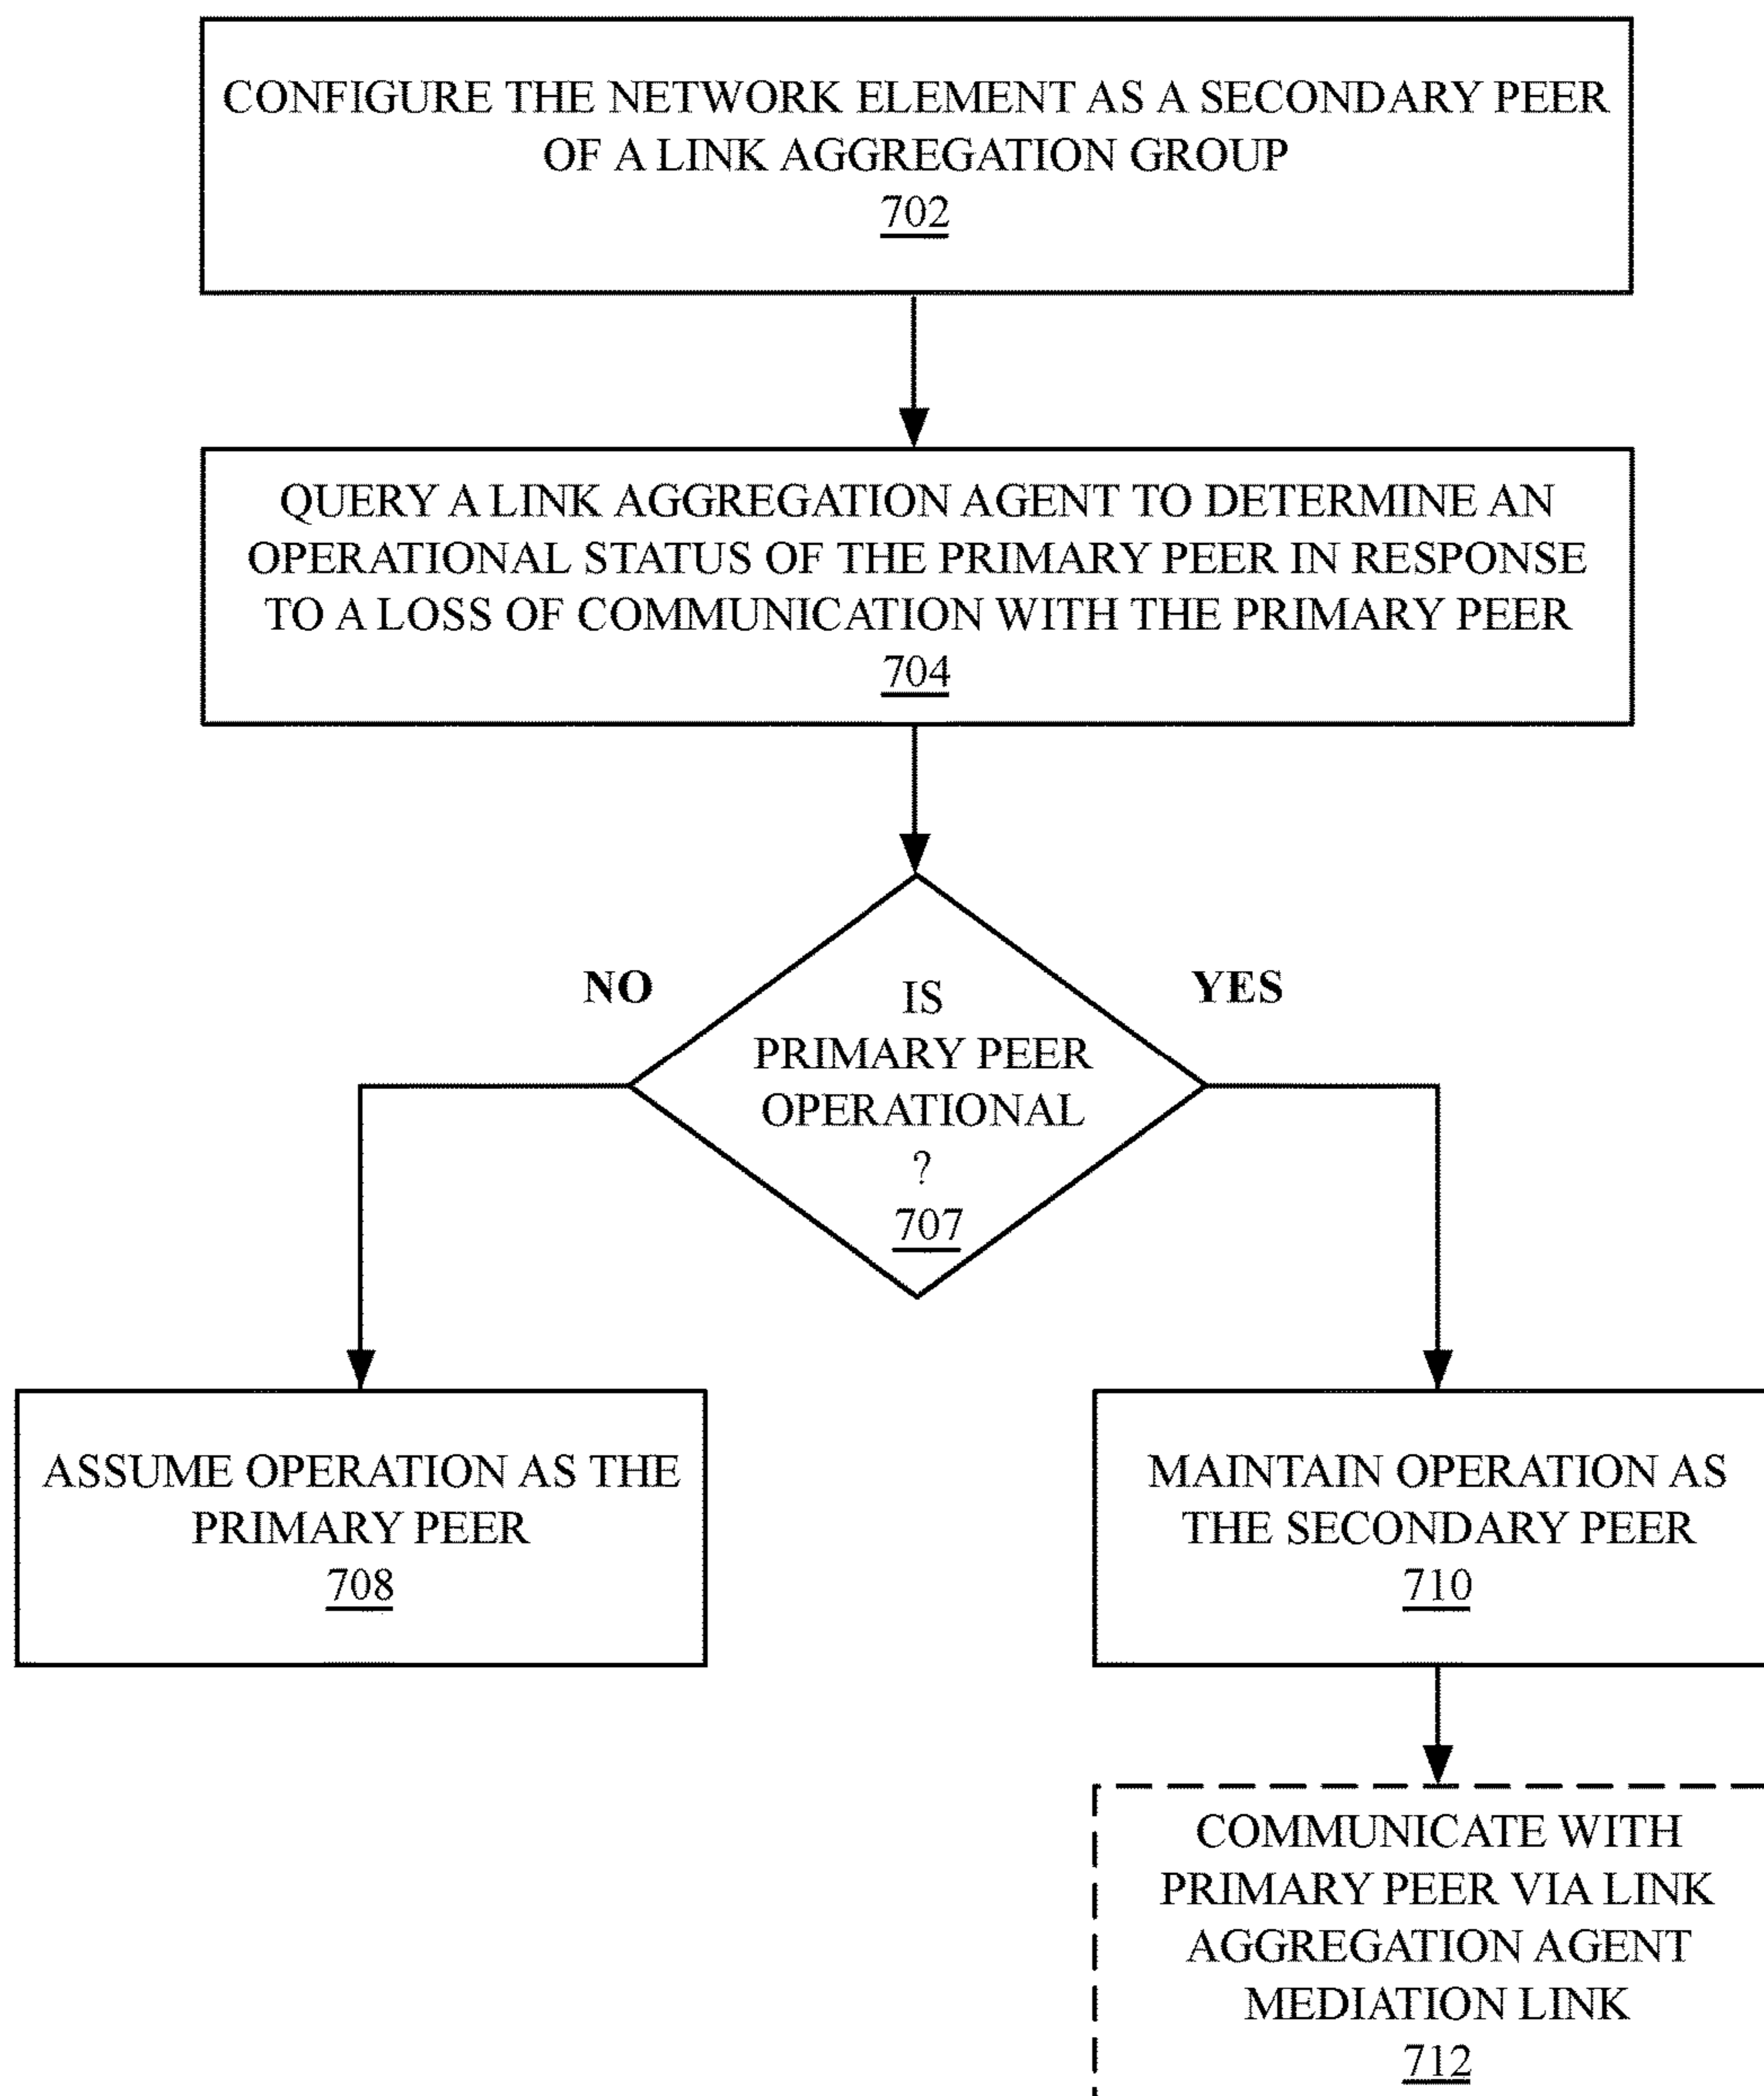 CONFIGURE THE NETWORK ELEMENT AS A SECONDARY PEER
OF A LINK AGGREGATION GROUP
702
QUERY A LINK AGGREGATION AGENT TO DETERMINE AN
OPERATIONAL STATUS OF THE PRIMARY PEER IN RESPONSE
TO A LOSS OF COMMUNICATION WITH THE PRIMARY PEER
704
NO
YES
IS
PRIMARY PEER
OPERATIONAL
?
707
ASSUME OPERATION AS THE
PRIMARY PEER
708
MAINTAIN OPERATION AS
THE SECONDARY PEER
710
COMMUNICATE WITH
PRIMARY PEER VIA LINK
AGGREGATION AGENT
MEDIATION LINK
712